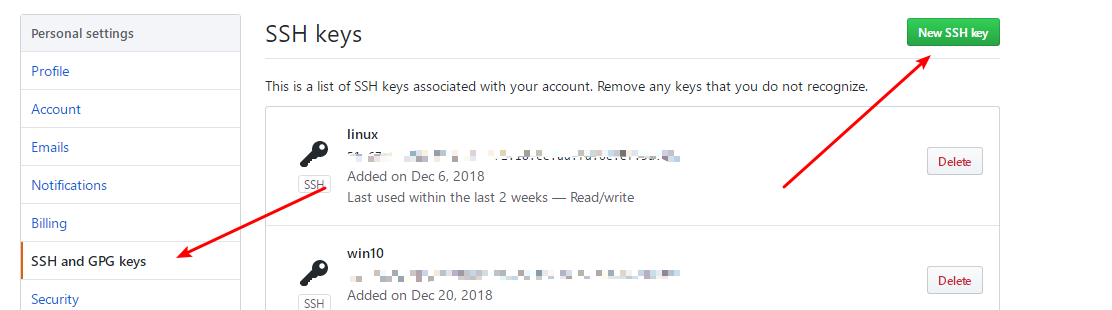 Personal settings
Profile
Account
Emails
Notifications
Billing
SSH and GPG keys
Security
SSH keys
New SSH key
This is a list of SSH keys associated with your account. Remove any keys that you do not recognize.
linux
SSH
Added on Dec 6, 2018
Last used within the last 2 weeks — Read/write
Delete
win10
SSH
Added on Dec 20, 2018
Delete